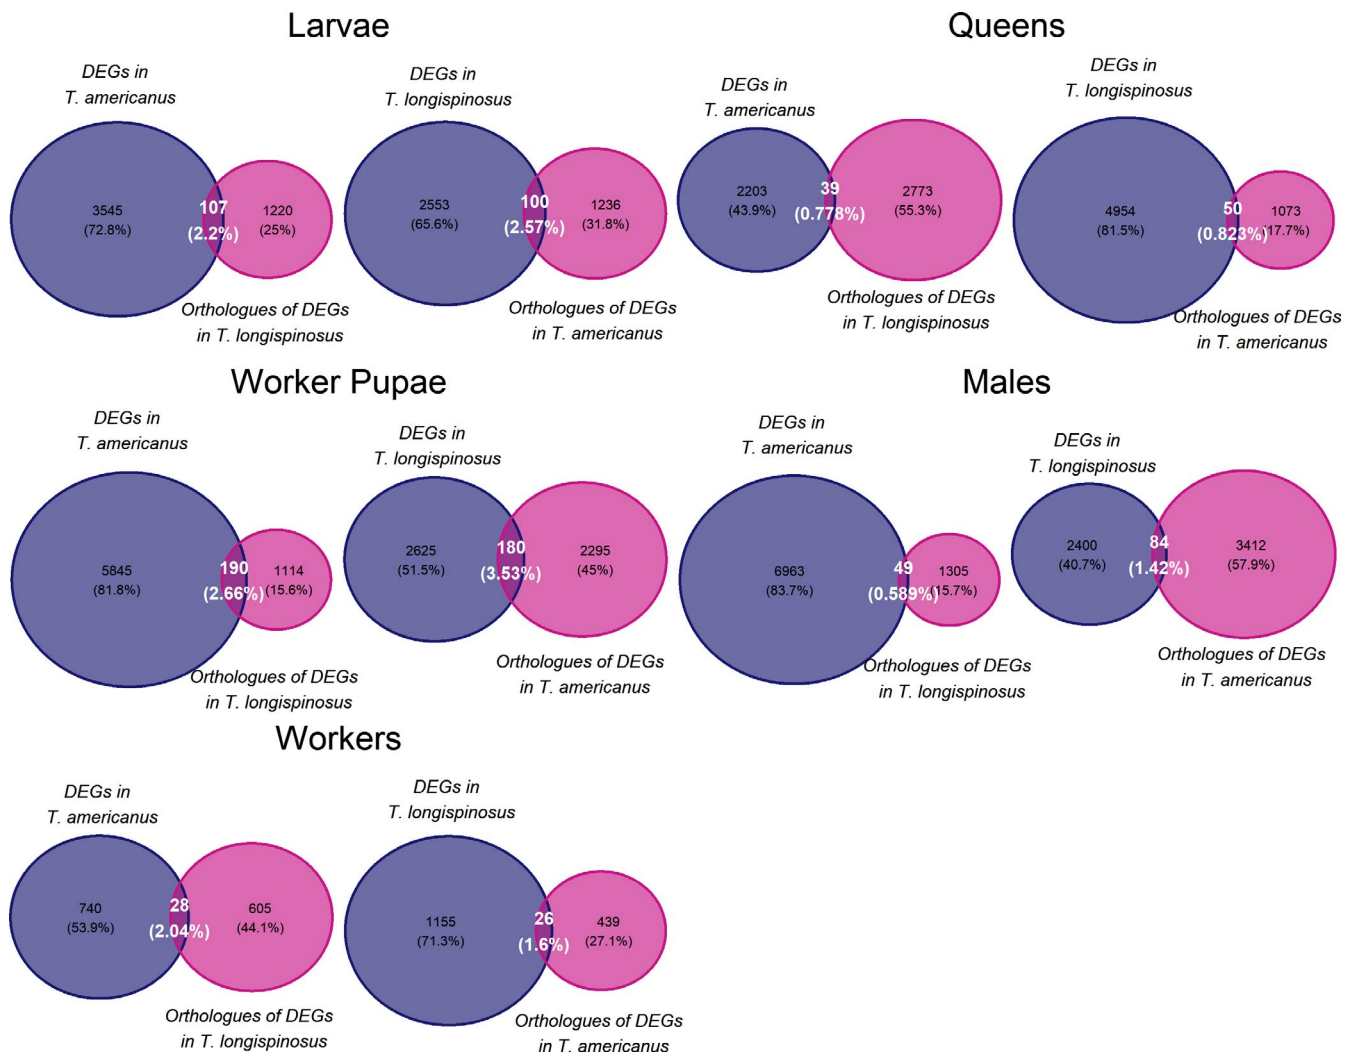 Larvae
DEGs in
T. americanus
3545
(72.8%)
107
(2.2%)
1220
(25%)
Orthologues of DEGs
in T. longispinosus
DEGs in
T. longispinosus
2553
(65.6%)
100
(2.57%)
1236
(31.8%)
Orthologues of DEGs
in T. americanus
Queens
DEGs in
T. americanus
2203
(43.9%)
39
(0.778%)
2773
(55.3%)
Orthologues of DEGs
in T. longispinosus
DEGs in
T. longispinosus
4954
(81.5%)
50
(0.823%)
1073
(17.7%)
Orthologues of DEGs
in T. americanus
Worker Pupae
DEGs in
T. americanus
5845
(81.8%)
190
(2.66%)
1114
(15.6%)
Orthologues of DEGs
in T. longispinosus
DEGs in
T. longispinosus
2625
(51.5%)
180
(3.53%)
2295
(45%)
Orthologues of DEGs
in T. americanus
Males
DEGs in
T. americanus
6963
(83.7%)
49
(0.589%)
1305
(15.7%)
Orthologues of DEGs
in T. longispinosus
DEGs in
T. longispinosus
2400
(40.7%)
84
(1.42%)
3412
(57.9%)
Orthologues of DEGs
in T. americanus
Workers
DEGs in
T. americanus
740
(53.9%)
28
(2.04%)
605
(44.1%)
Orthologues of DEGs
in T. longispinosus
DEGs in
T. longispinosus
1155
(71.3%)
26
(1.6%)
439
(27.1%)
Orthologues of DEGs
in T. americanus